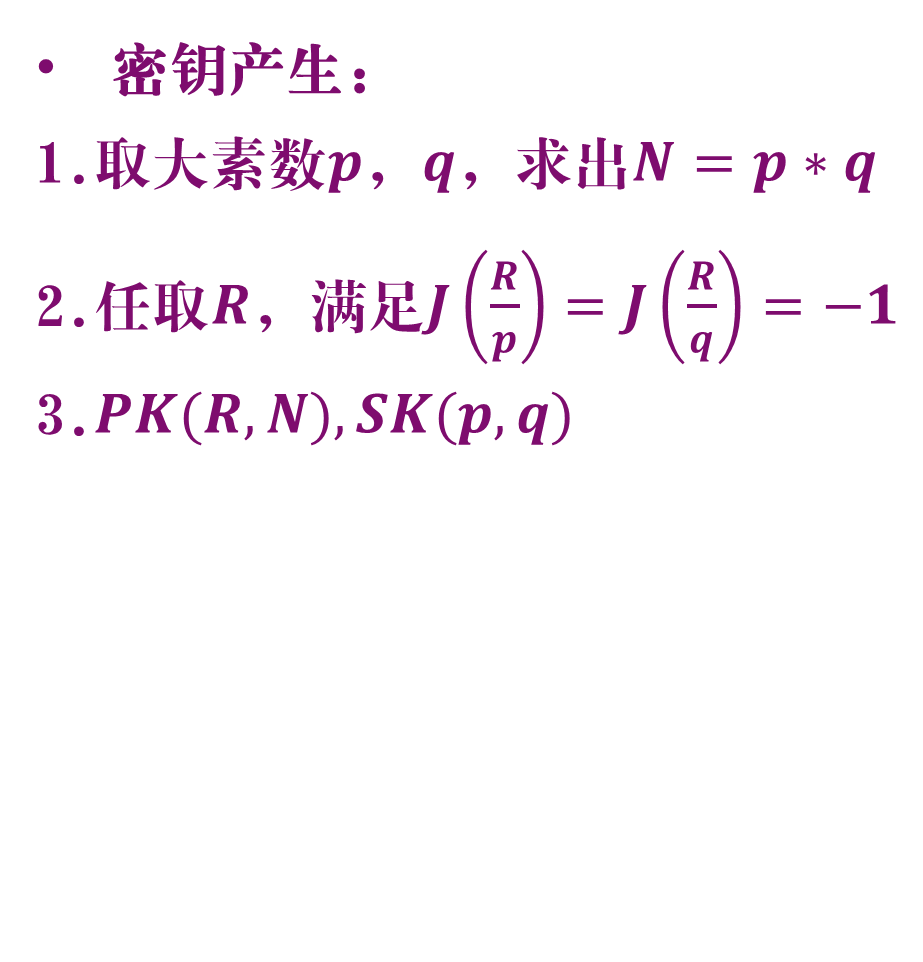 • 密钥产生：
1.取大素数p，q，求出N = p ∗ q
2.任取R，满足J(R/p) = J(R/q) = −1
3.PK(R, N), SK(p, q)